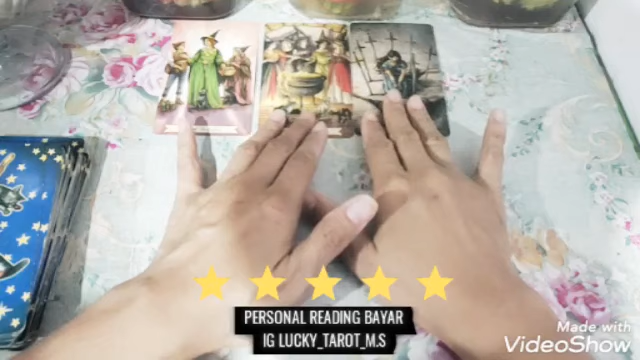 PERSONAL READING BAYAR
IG LUCKY_TAROT_M.S
Made with
VideoShow